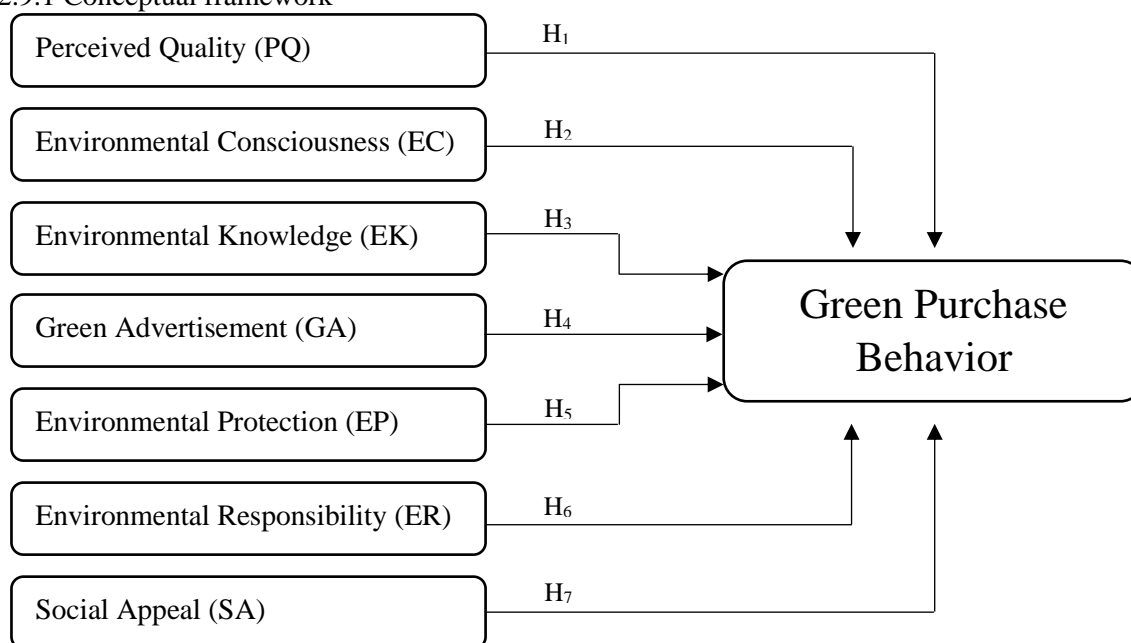 2.9.1 Conceptual framework
Perceived Quality (PQ)
H₁
Environmental Consciousness (EC)
H₂
Environmental Knowledge (EK)
H₃
Green Advertisement (GA)
H₄
Environmental Protection (EP)
H₅
Environmental Responsibility (ER)
H₆
Social Appeal (SA)
H₇
Green Purchase
Behavior